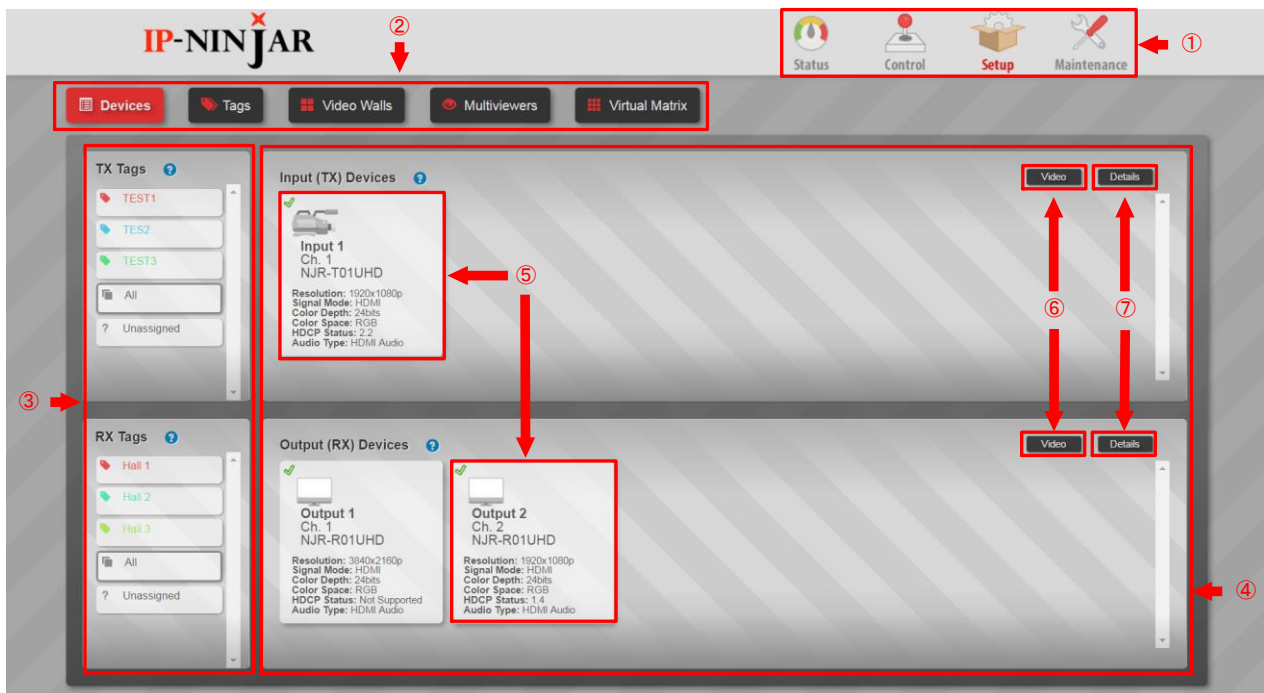 IP-NINJAR
②
Status
Control
Setup
Maintenance
①
Devices
Tags
Video Walls
Multiviewers
Virtual Matrix
TX Tags ?
TEST1
TES2
TEST3
All
? Unassigned
Input (TX) Devices ?
Video
Details
Input 1
Ch. 1
NJR-T01UHD
Resolution: 1920x1080p
Signal Mode: HDMI
Color Depth: 24bits
Color Space: RGB
HDCP Status: 2.2
Audio Type: HDMI Audio
⑤
⑥
⑦
③
RX Tags ?
Hall 1
Hall 2
Hall 3
All
? Unassigned
Output (RX) Devices ?
Video
Details
Output 1
Ch. 1
NJR-R01UHD
Resolution: 3840x2160p
Signal Mode: HDMI
Color Depth: 24bits
Color Space: RGB
HDCP Status: Not Supported
Audio Type: HDMI Audio
Output 2
Ch. 2
NJR-R01UHD
Resolution: 1920x1080p
Signal Mode: HDMI
Color Depth: 24bits
Color Space: RGB
HDCP Status: 1.4
Audio Type: HDMI Audio
④